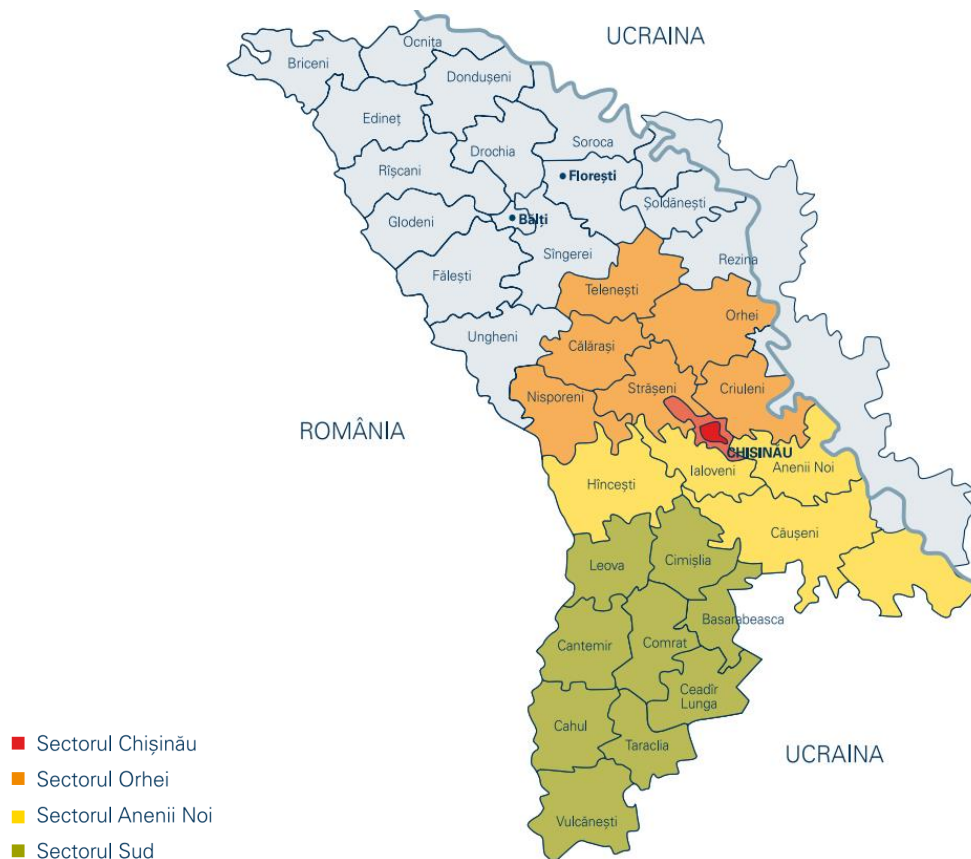 UCRAINA
Ocnița
Briceni
Dondușeni
Edineț
Soroca
Drochia
Rîșcani
Florești
Șoldănești
Glodeni
Bălți
Sîngerei
Rezina
Fălești
Telenești
Orhei
Ungheni
Călărași
Strășeni
Criuleni
Nisporeni
ROMÂNIA
CHIȘINĂU
Ialoveni
Anenii Noi
Hîncești
Căușeni
Leova
Cimișlia
Basarabeasca
Cantemir
Comrat
Ceadîr
Lunga
Cahul
Taraclia
UCRAINA
Vulcănești
Sectorul Chișinău
Sectorul Orhei
Sectorul Anenii Noi
Sectorul Sud